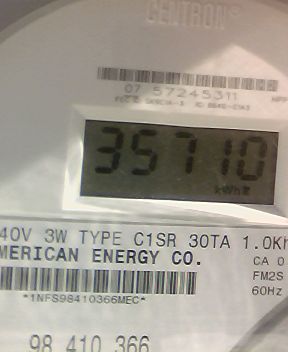 CENTRON®
07 57245311
35710
kWh
40V 3W TYPE C1SR 30TA 1.0Kh
MERICAN ENERGY CO.
CA 0
FM2S
*1NFS98410366MEC*
60Hz
98 410 366